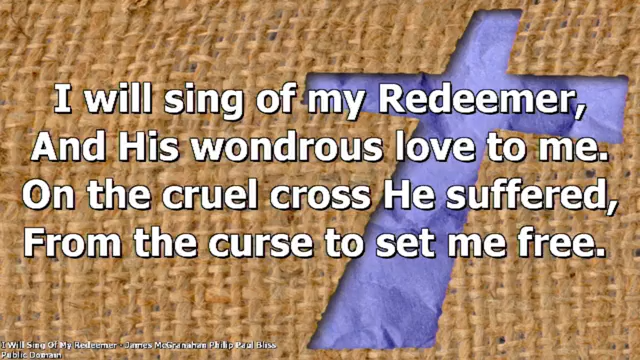 I will sing of my Redeemer,
And His wondrous love to me.
On the cruel cross He suffered,
From the curse to set me free.
I Will Sing Of My Redeemer - James McGranahan Philip Paul Bliss
Public Domain